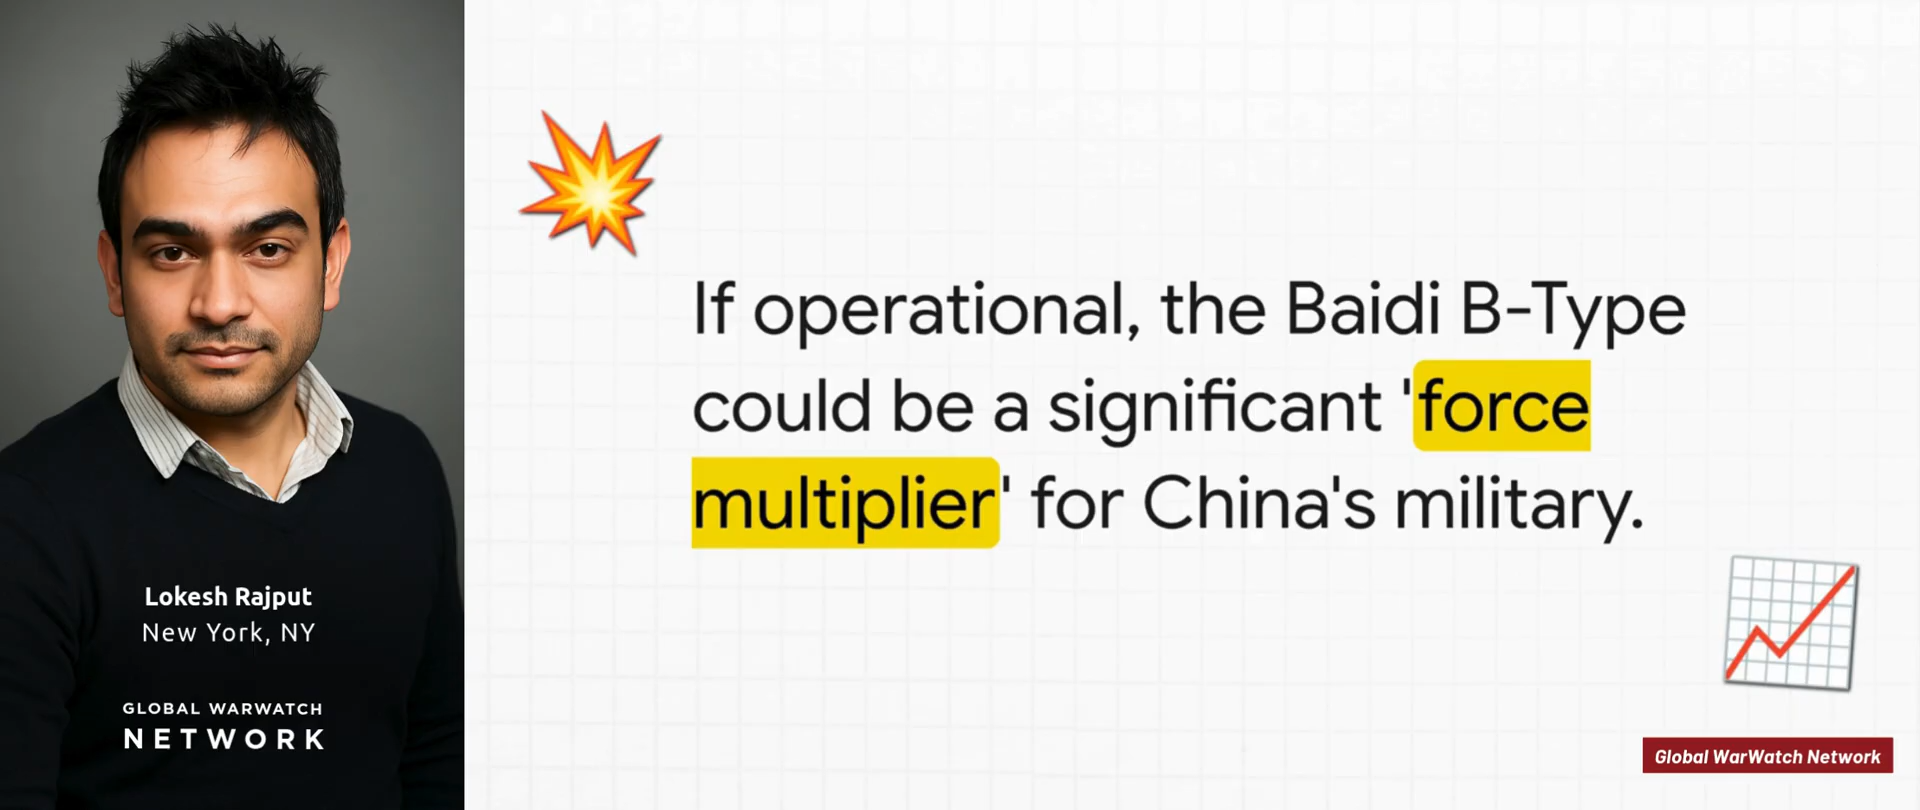 Lokesh Rajput
New York, NY
GLOBAL WARWATCH
NETWORK
If operational, the Baidi B-Type
could be a significant 'force
multiplier' for China's military.
Global WarWatch Network